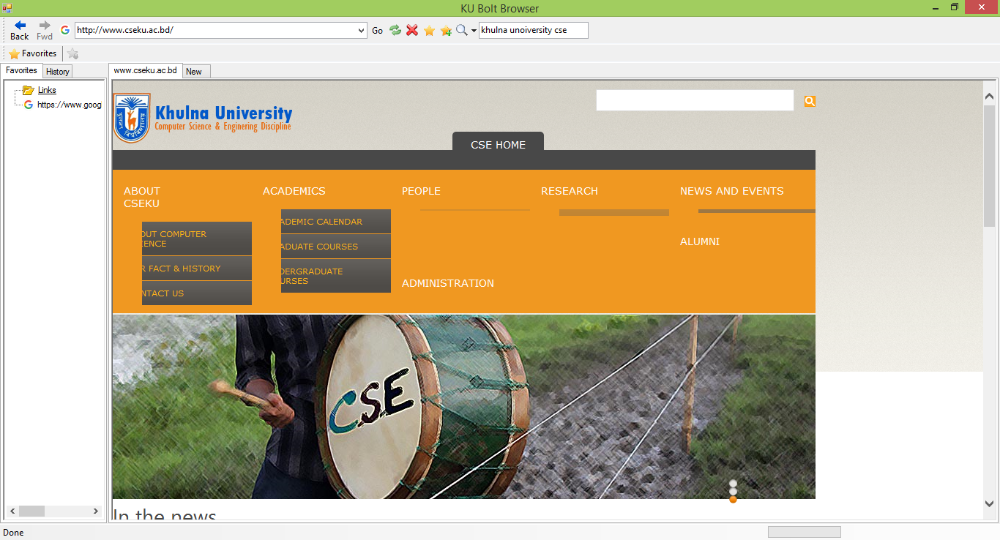 KU Bolt Browser
Back
Fwd
http://www.cseku.ac.bd/
Go
khulna unoiversity cse
Favorites
Favorites
History
www.cseku.ac.bd
New
Links
https://www.goog
Khulna University
Computer Science & Enginering Discipline
CSE HOME
ABOUT
CSEKU
ACADEMICS
PEOPLE
RESEARCH
NEWS AND EVENTS
OUT COMPUTER
IENCE
R FACT & HISTORY
NTACT US
ADEMIC CALENDAR
ADUATE COURSES
DERGRADUATE
URSES
ALUMNI
ADMINISTRATION
CSE
In the news
Done